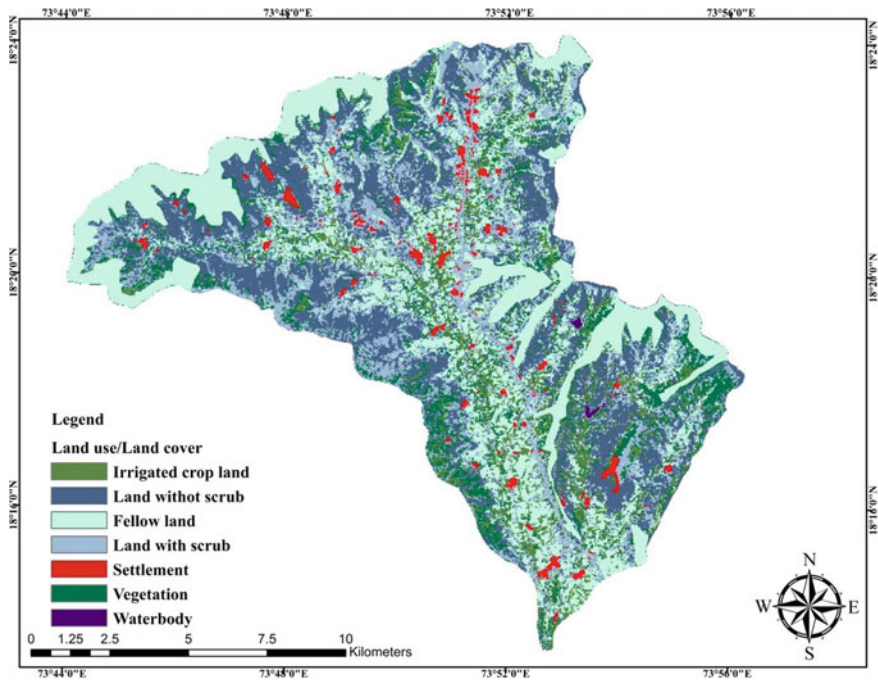 73°44'0"E 73°48'0"E 73°52'0"E 73°56'0"E
18°24'0"N 18°24'0"N
18°20'0"N 18°20'0"N
18°16'0"N 18°16'0"N
Legend
Land use/Land cover
Irrigated crop land
Land withot scrub
Fellow land
Land with scrub
Settlement
Vegetation
Waterbody
N
W E
S
0 1.25 2.5 5 7.5 10
Kilometers
73°44'0"E 73°48'0"E 73°52'0"E 73°56'0"E